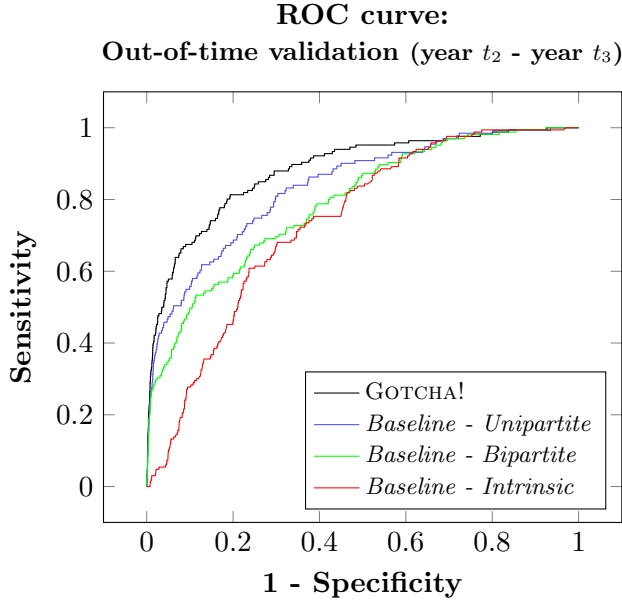 ROC curve:
Out-of-time validation (year t₂ - year t₃)
1
0.8
0.6
0.4
0.2
0
Sensitivity
GOTCHA!
Baseline - Unipartite
Baseline - Bipartite
Baseline - Intrinsic
0 0.2 0.4 0.6 0.8 1
1 - Specificity